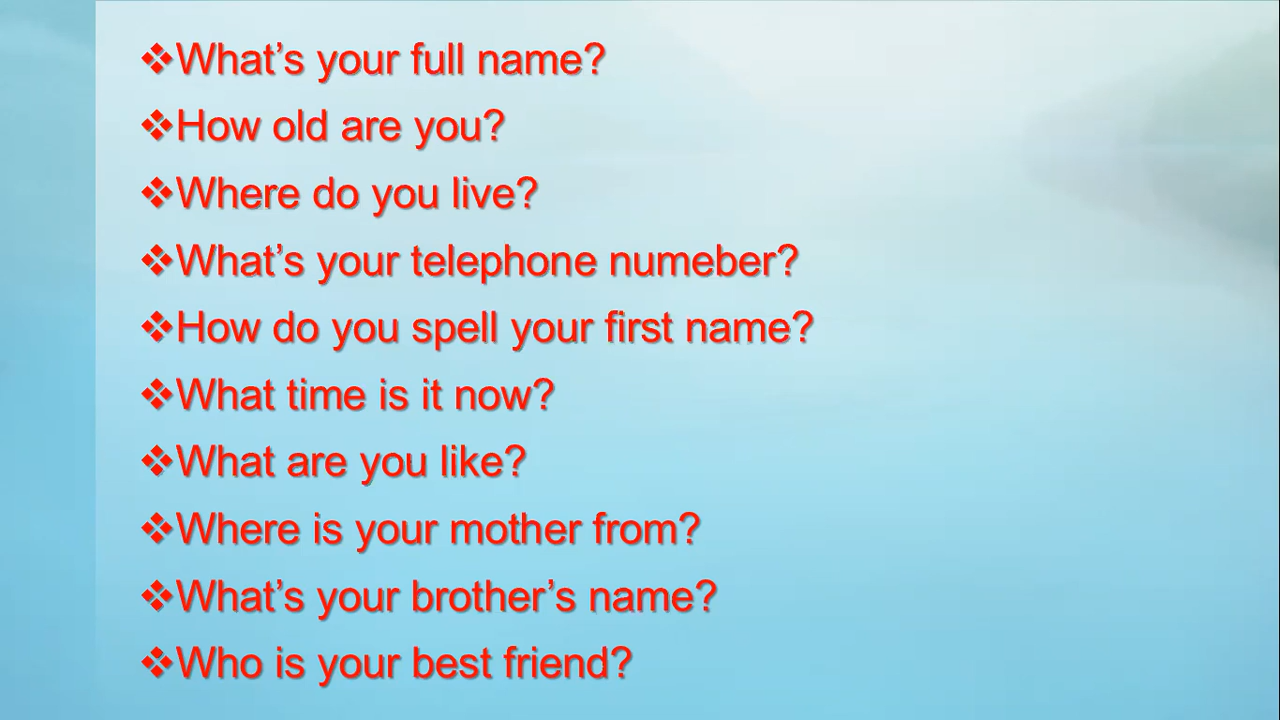 ❖What’s your full name?
❖How old are you?
❖Where do you live?
❖What’s your telephone numeber?
❖How do you spell your first name?
❖What time is it now?
❖What are you like?
❖Where is your mother from?
❖What’s your brother’s name?
❖Who is your best friend?